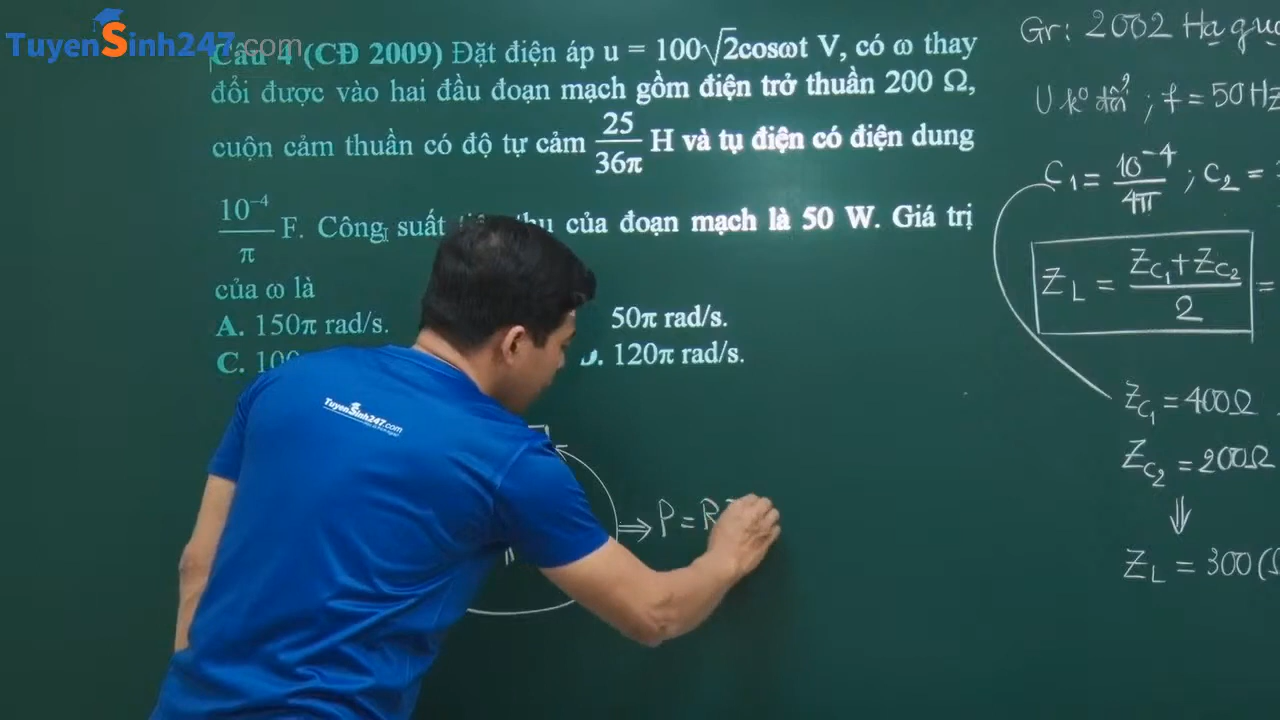 TuyenSinh247.com
Câu 4 (CĐ 2009) Đặt điện áp u = 100√2cosωt V, có ω thay
đổi được vào hai đầu đoạn mạch gồm điện trở thuần 200 Ω,
cuộn cảm thuần có độ tự cảm 25/36π H và tụ điện có điện dung
10⁻⁴/π F. Công suất của đoạn mạch là 50 W. Giá trị
của ω là
A. 150π rad/s.
50π rad/s.
C. 
D. 120π rad/s.
TuyenSinh247.com
⇒ P = R
Gr: 2002 Hạ
U k⁰ đổi ; f = 50Hz
C₁ = 10⁻⁴/4π ; C₂ =
Z_L = (Z_C₁ + Z_C₂)/2 =
Z_C₁ = 400Ω
Z_C₂ = 200Ω
⇓
Z_L = 300